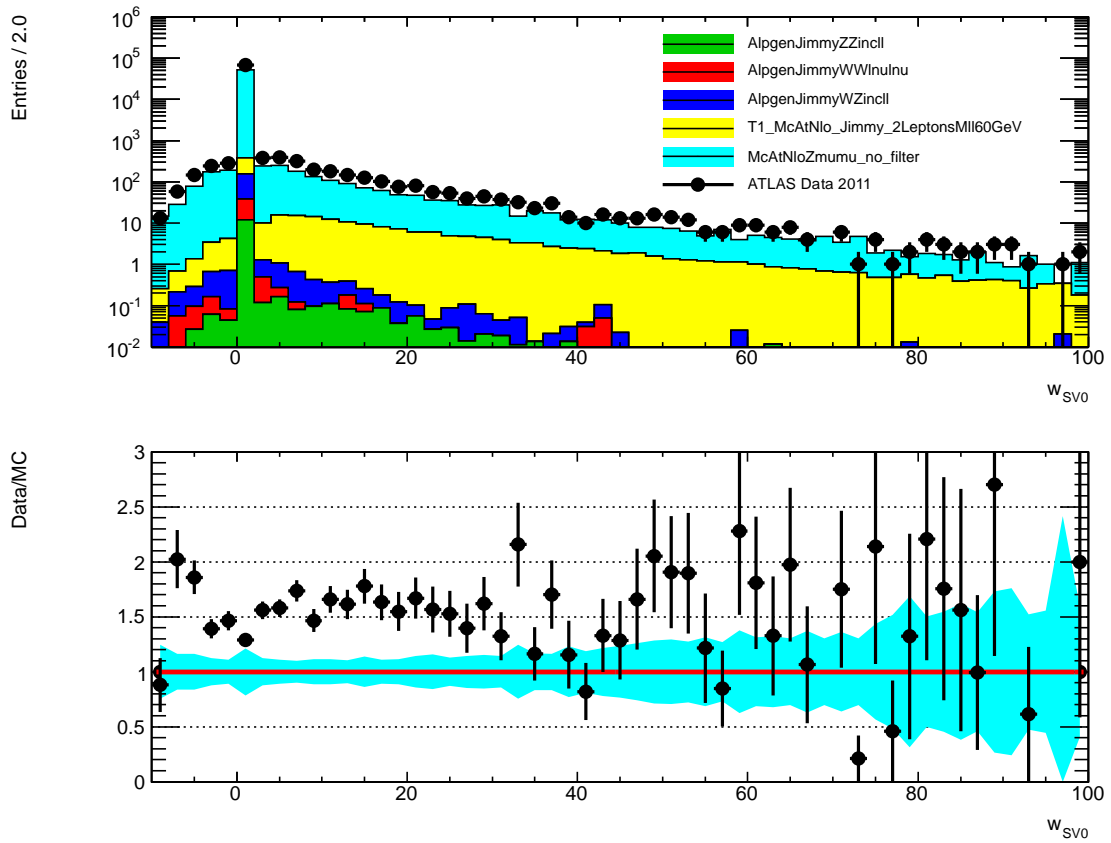 Entries / 2.0
10^6
10^5
10^4
10^3
10^2
10
1
10^-1
10^-2
AlpgenJimmyZZincll
AlpgenJimmyWWlnulnu
AlpgenJimmyWZincll
T1_McAtNlo_Jimmy_2LeptonsMll60GeV
McAtNloZmumu_no_filter
ATLAS Data 2011
0 20 40 60 80 100
w_SV0
Data/MC
3
2.5
2
1.5
1
0.5
0
0 20 40 60 80 100
w_SV0